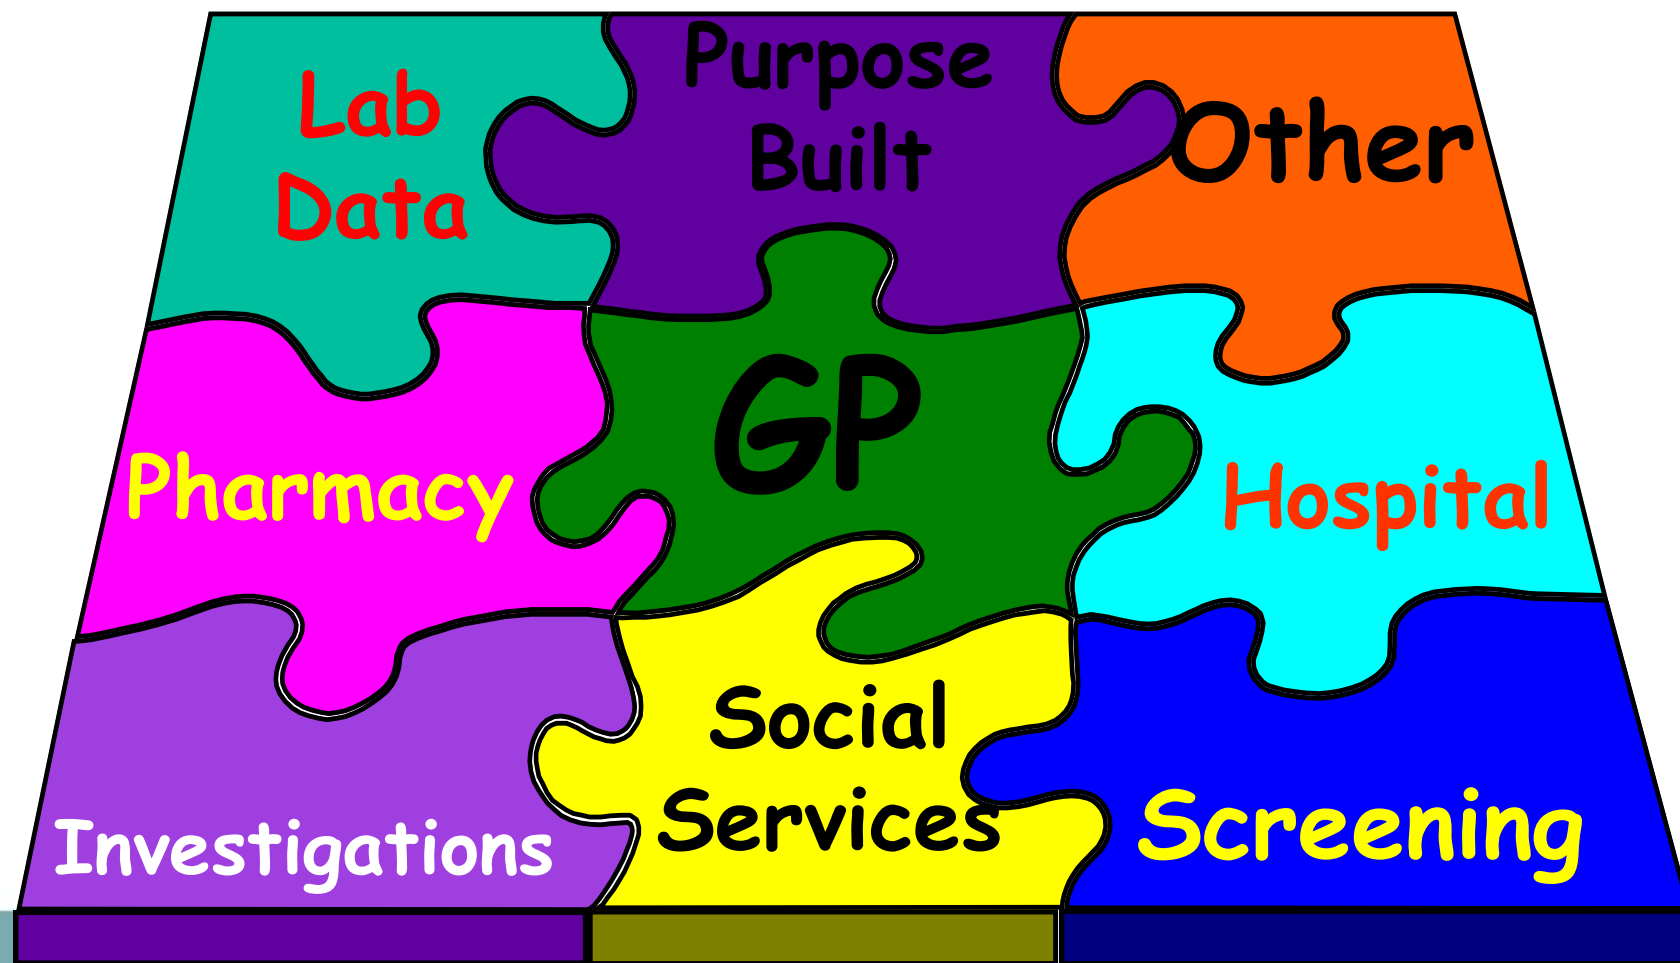 Lab
Data
Purpose
Built
Other
Pharmacy
GP
Hospital
Investigations
Social
Services
Screening